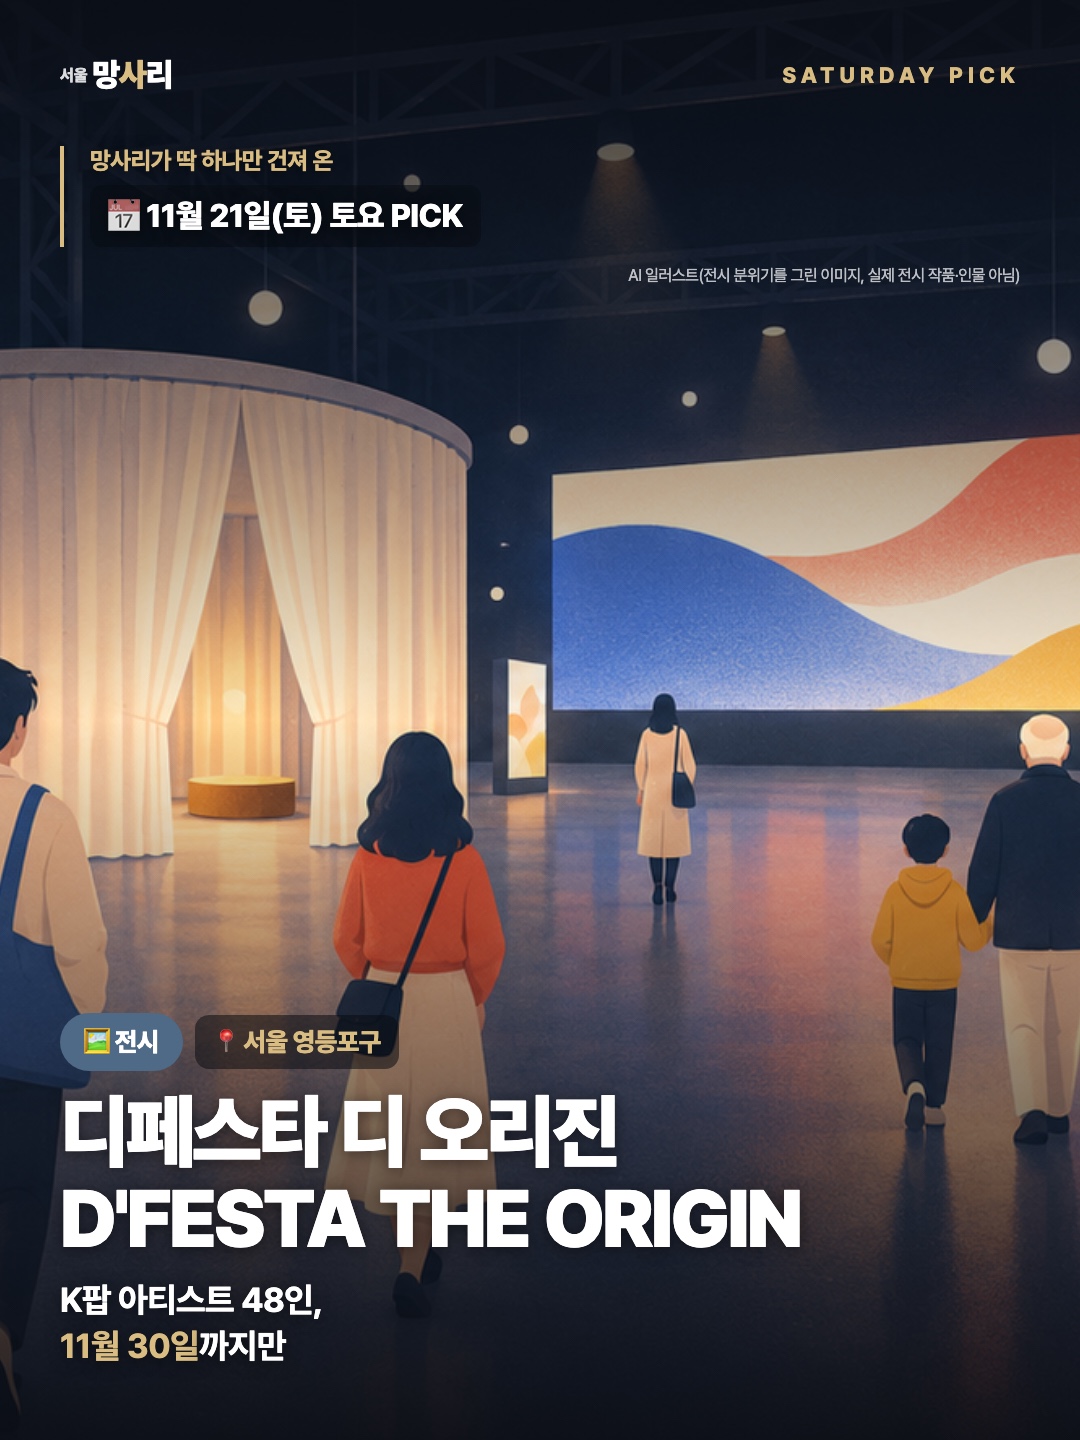 서울 망사리
SATURDAY PICK
망사리가 딱 하나만 건져 온
JUL 17 11월 21일(토) 토요 PICK
AI 일러스트(전시 분위기를 그린 이미지, 실제 전시 작품·인물 아님)
전시
서울 영등포구
디페스타 디 오리진
D'FESTA THE ORIGIN
K팝 아티스트 48인,
11월 30일까지만